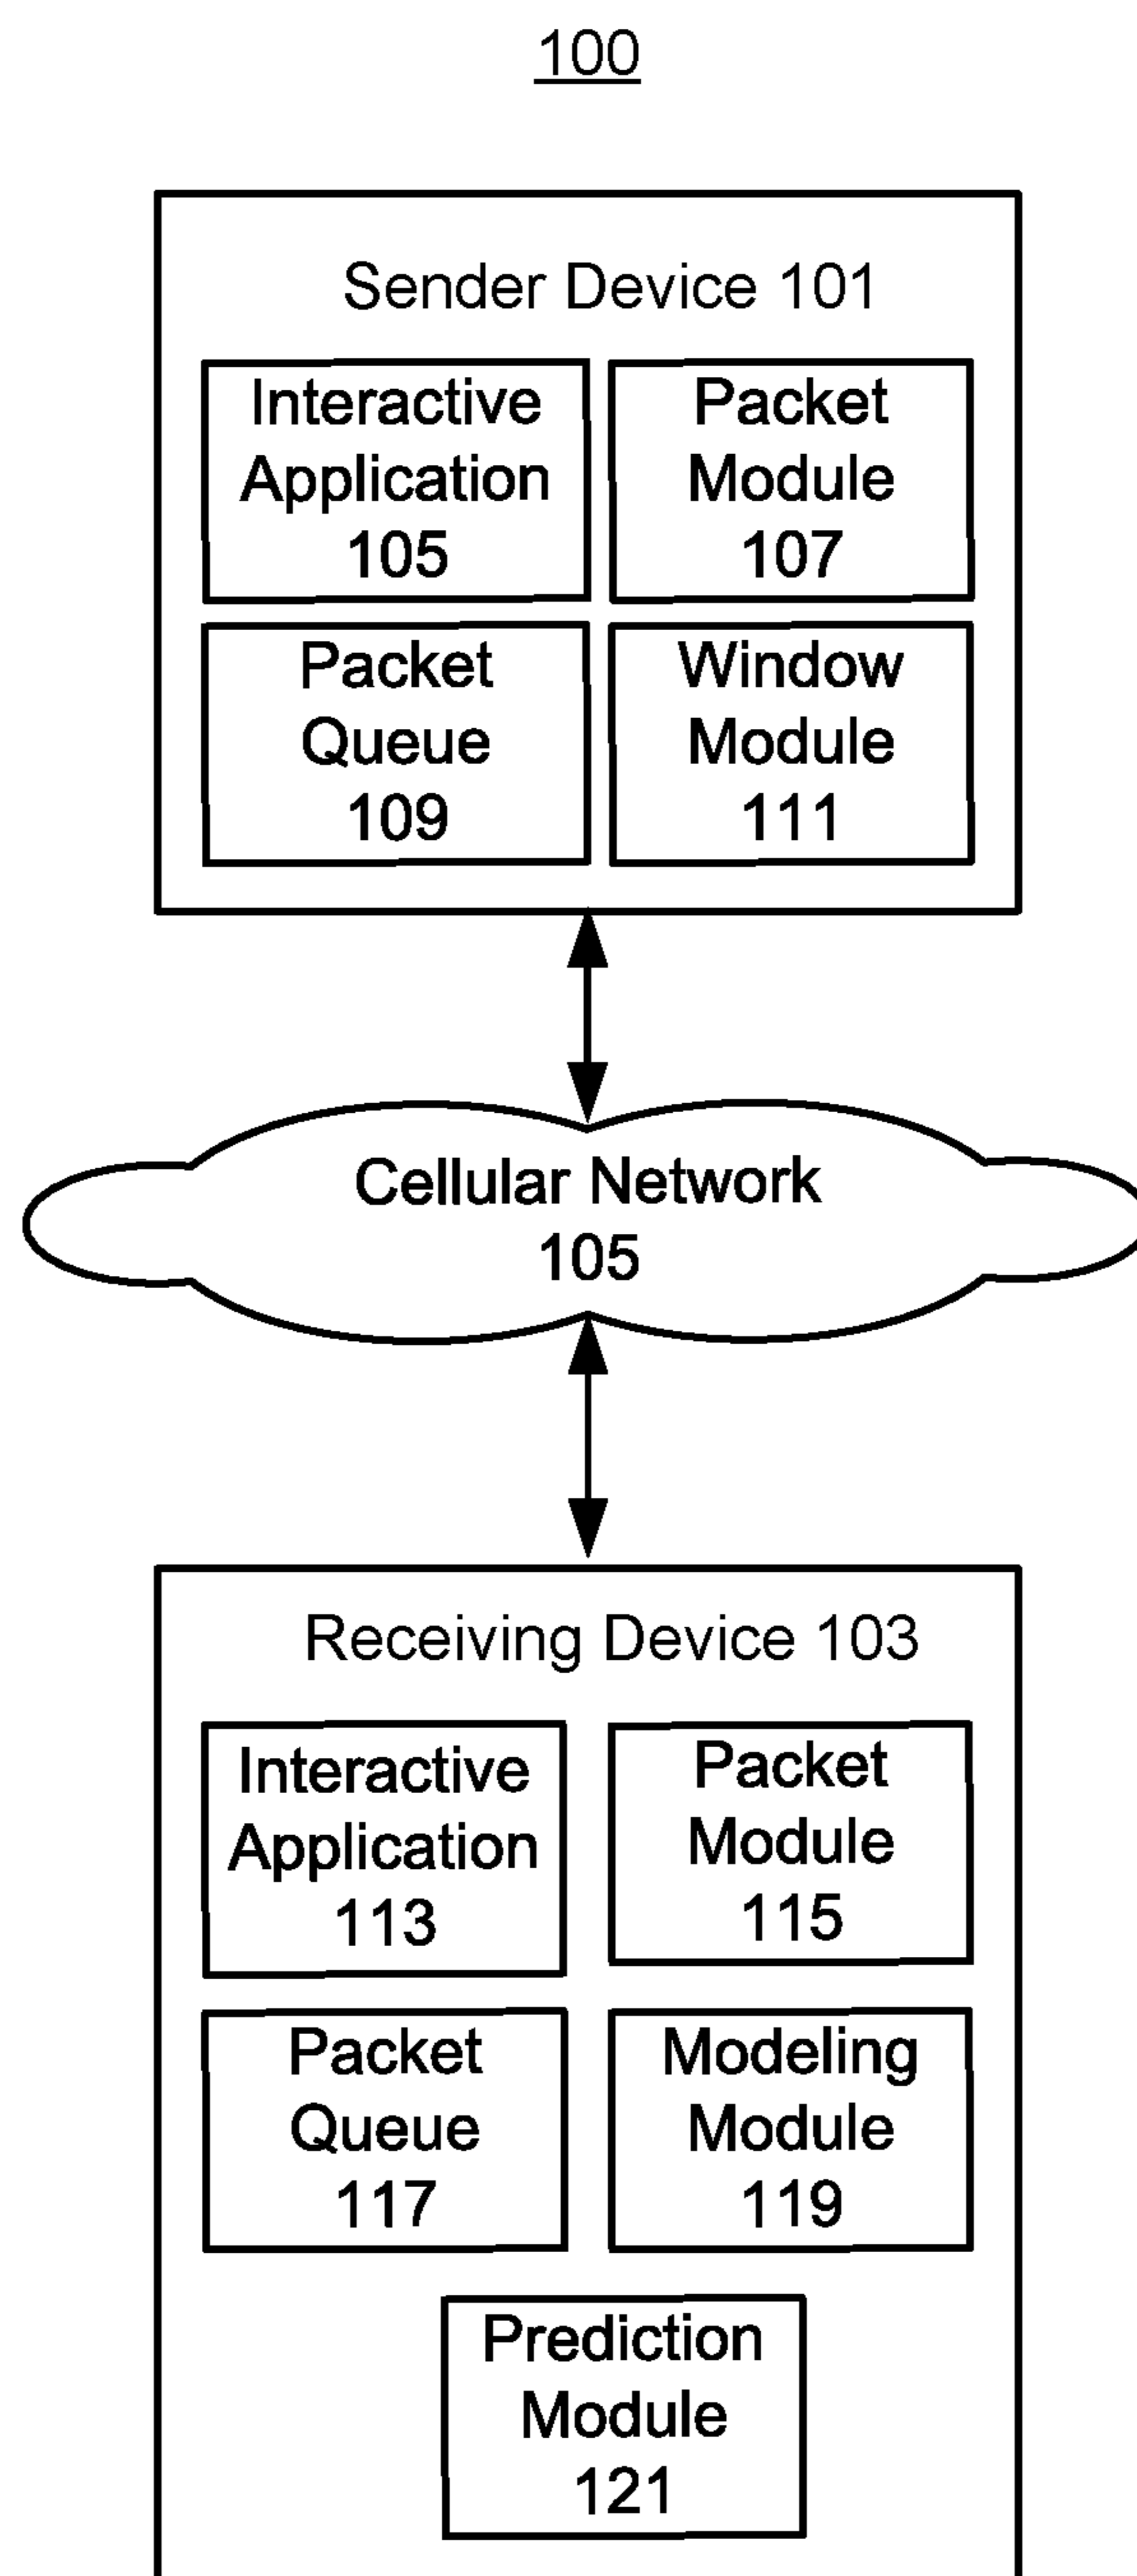 100
Sender Device 101
Interactive
Application
105
Packet
Module
107
Packet
Queue
109
Window
Module
111
Cellular Network
105
Receiving Device 103
Interactive
Application
113
Packet
Module
115
Packet
Queue
117
Modeling
Module
119
Prediction
Module
121